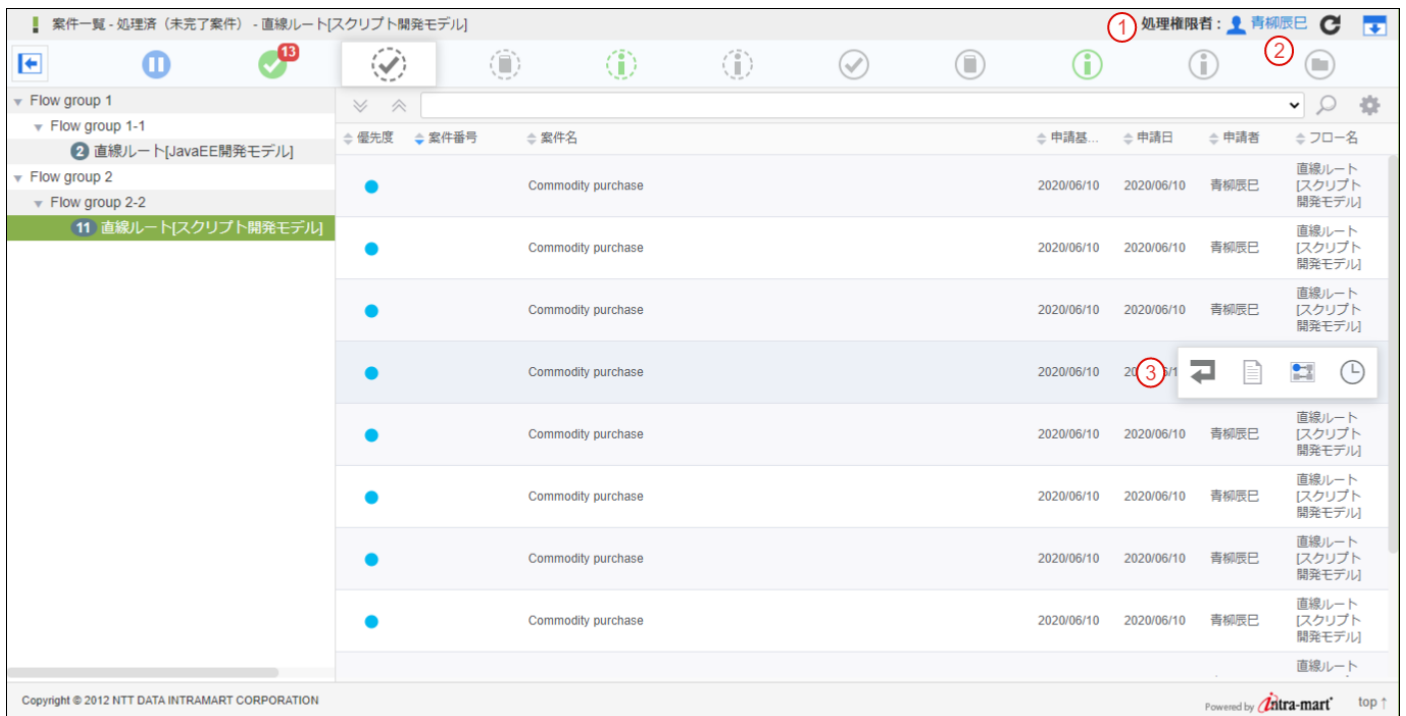 案件一覧 - 処理済（未完了案件） - 直線ルート[スクリプト開発モデル]
1 処理権限者 : 青柳辰巳
13
2
Flow group 1
Flow group 1-1
2 直線ルート[JavaEE開発モデル]
Flow group 2
Flow group 2-2
11 直線ルート[スクリプト開発モデル]
優先度 案件番号 案件名 申請基... 申請日 申請者 フロー名
Commodity purchase 2020/06/10 2020/06/10 青柳辰巳 直線ルート
[スクリプト
開発モデル]
Commodity purchase 2020/06/10 2020/06/10 青柳辰巳 直線ルート
[スクリプト
開発モデル]
Commodity purchase 2020/06/10 2020/06/10 青柳辰巳 直線ルート
[スクリプト
開発モデル]
Commodity purchase 2020/06/10 3
Commodity purchase 2020/06/10 2020/06/10 青柳辰巳 直線ルート
[スクリプト
開発モデル]
Commodity purchase 2020/06/10 2020/06/10 青柳辰巳 直線ルート
[スクリプト
開発モデル]
Commodity purchase 2020/06/10 2020/06/10 青柳辰巳 直線ルート
[スクリプト
開発モデル]
Commodity purchase 2020/06/10 2020/06/10 青柳辰巳 直線ルート
[スクリプト
開発モデル]
直線ルート
Copyright © 2012 NTT DATA INTRAMART CORPORATION
Powered by intra-mart top ↑